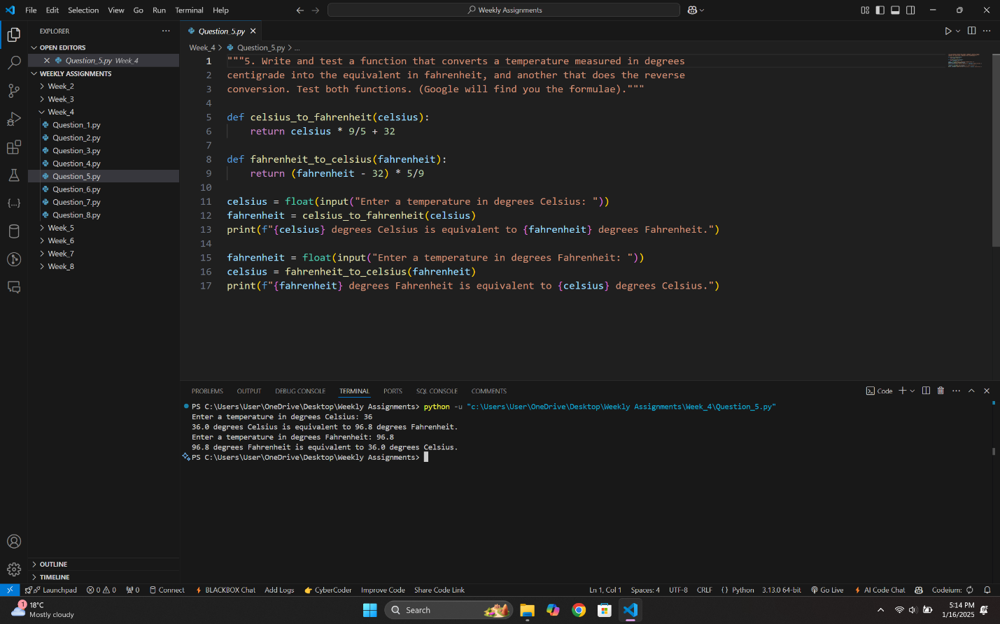 File Edit Selection View Go Run Terminal Help
Weekly Assignments
EXPLORER
OPEN EDITORS
Question_5.py Week_4
WEEKLY ASSIGNMENTS
Week_2
Week_3
Week_4
Question_1.py
Question_2.py
Question_3.py
Question_4.py
Question_5.py
Question_6.py
Question_7.py
Question_8.py
Week_5
Week_6
Week_7
Week_8
OUTLINE
TIMELINE
Question_5.py
Week_4 > Question_5.py > ...
1 """5. Write and test a function that converts a temperature measured in degrees
2 centigrade into the equivalent in fahrenheit, and another that does the reverse
3 conversion. Test both functions. (Google will find you the formulae)."""
4
5 def celsius_to_fahrenheit(celsius):
6     return celsius * 9/5 + 32
7
8 def fahrenheit_to_celsius(fahrenheit):
9     return (fahrenheit - 32) * 5/9
10
11 celsius = float(input("Enter a temperature in degrees Celsius: "))
12 fahrenheit = celsius_to_fahrenheit(celsius)
13 print(f"{celsius} degrees Celsius is equivalent to {fahrenheit} degrees Fahrenheit.")
14
15 fahrenheit = float(input("Enter a temperature in degrees Fahrenheit: "))
16 celsius = fahrenheit_to_celsius(fahrenheit)
17 print(f"{fahrenheit} degrees Fahrenheit is equivalent to {celsius} degrees Celsius.")
PROBLEMS OUTPUT DEBUG CONSOLE TERMINAL PORTS SQL CONSOLE COMMENTS
Code
PS C:\Users\User\OneDrive\Desktop\Weekly Assignments> python -u "c:\Users\User\OneDrive\Desktop\Weekly Assignments\Week_4\Question_5.py"
Enter a temperature in degrees Celsius: 36
36.0 degrees Celsius is equivalent to 96.8 degrees Fahrenheit.
Enter a temperature in degrees Fahrenheit: 96.8
96.8 degrees Fahrenheit is equivalent to 36.0 degrees Celsius.
PS C:\Users\User\OneDrive\Desktop\Weekly Assignments>
Launchpad 0 0 0 Connect BLACKBOX Chat Add Logs CyberCoder Improve Code Share Code Link Ln 1, Col 1 Spaces: 4 UTF-8 CRLF {} Python 3.13.0 64-bit Go Live AI Code Chat Codeium:
1
18°C
Mostly cloudy
Search
5:14 PM
1/16/2025